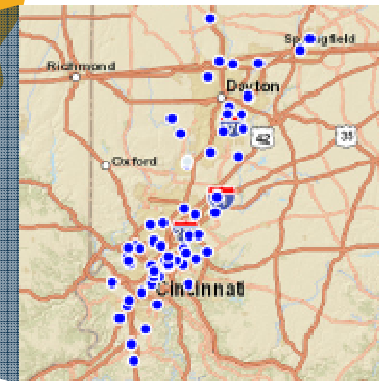 Springfield
Richmond
Dayton
42
35
Oxford
Cincinnati